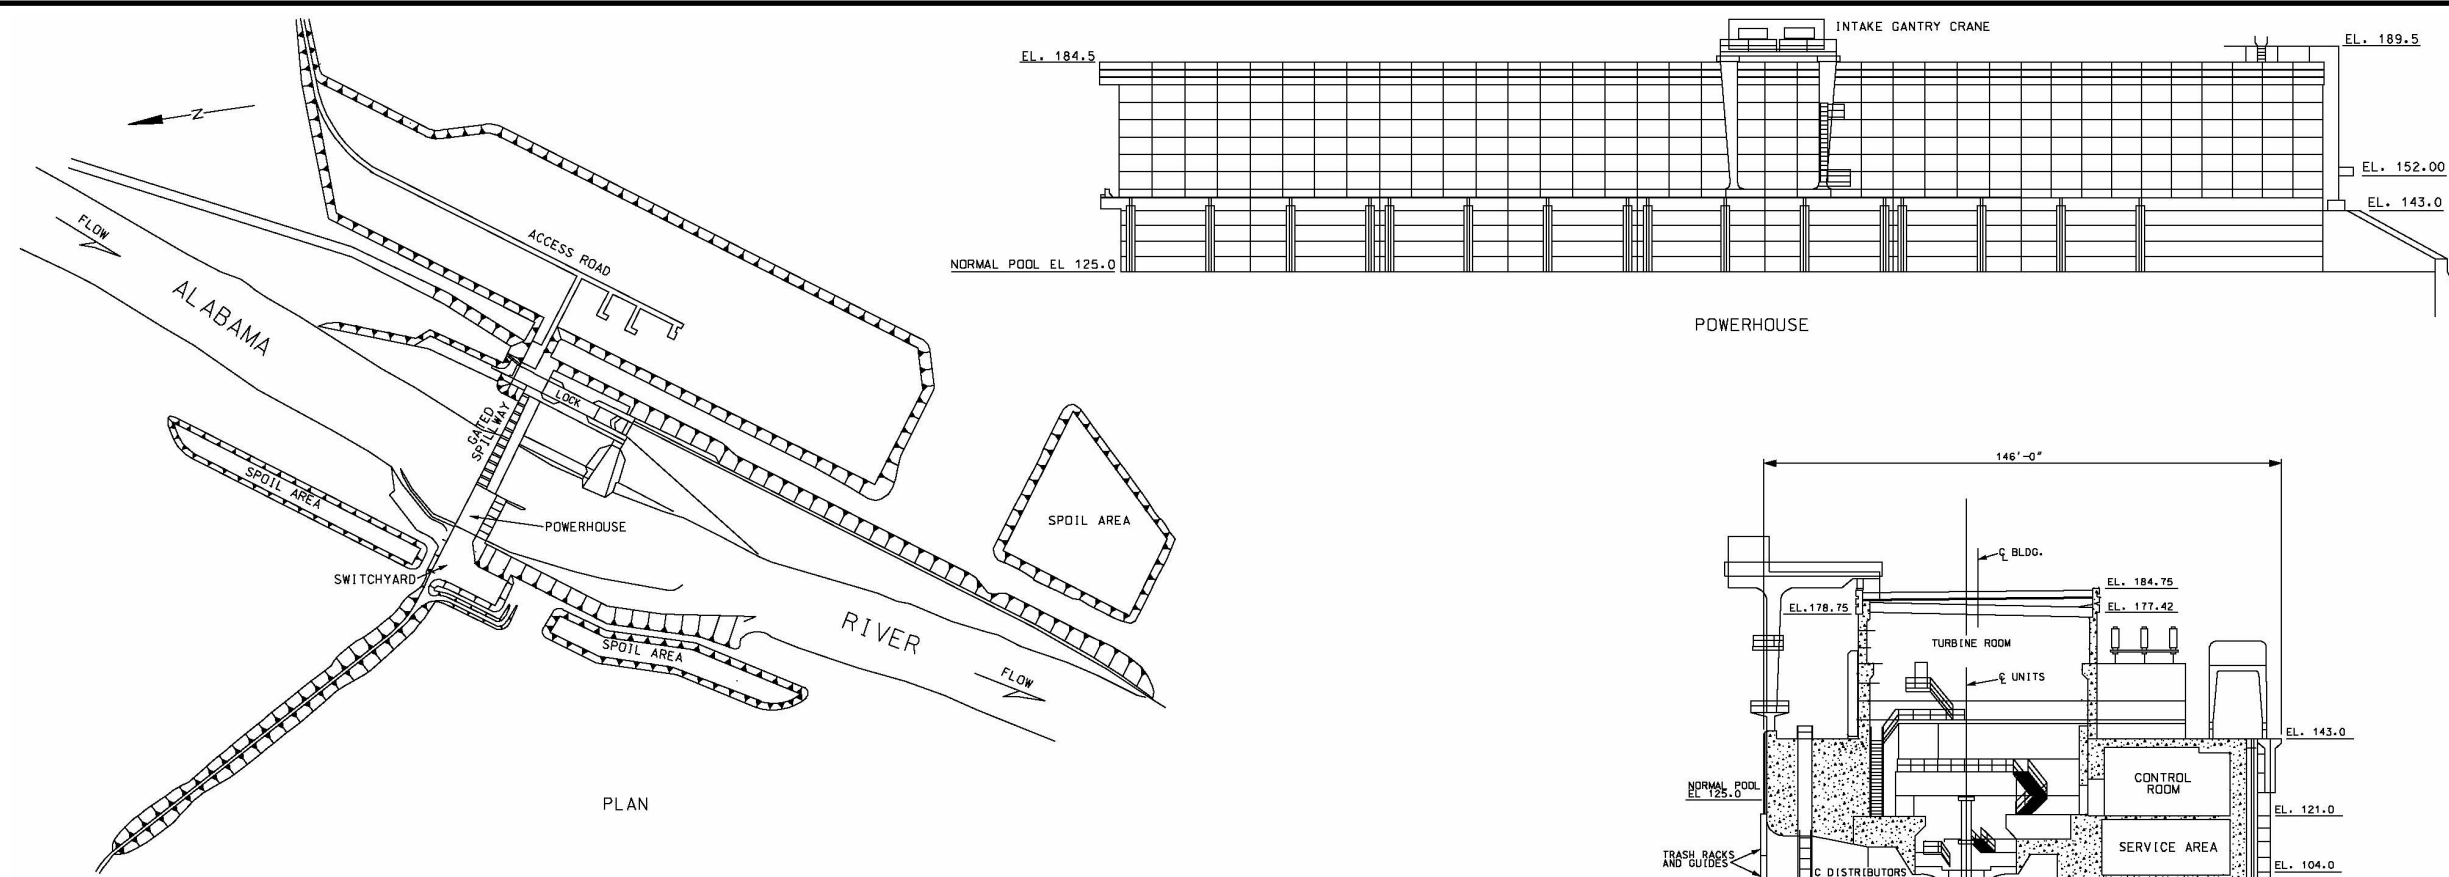 INTAKE GANTRY CRANE
EL. 184.5
EL. 189.5
EL. 152.00
EL. 143.0
NORMAL POOL EL 125.0
POWERHOUSE
N
FLOW
ALABAMA
ACCESS ROAD
LOCK
GATED
SPILLWAY
SPOIL AREA
POWERHOUSE
SWITCHYARD
SPOIL AREA
SPOIL AREA
RIVER
FLOW
PLAN
146'-0"
℄ BLDG.
EL. 184.75
EL.178.75
EL. 177.42
TURBINE ROOM
℄ UNITS
EL. 143.0
NORMAL POOL
EL 125.0
CONTROL
ROOM
EL. 121.0
TRASH RACKS
AND GUIDES
SERVICE AREA
EL. 104.0
C DISTRIBUTORS